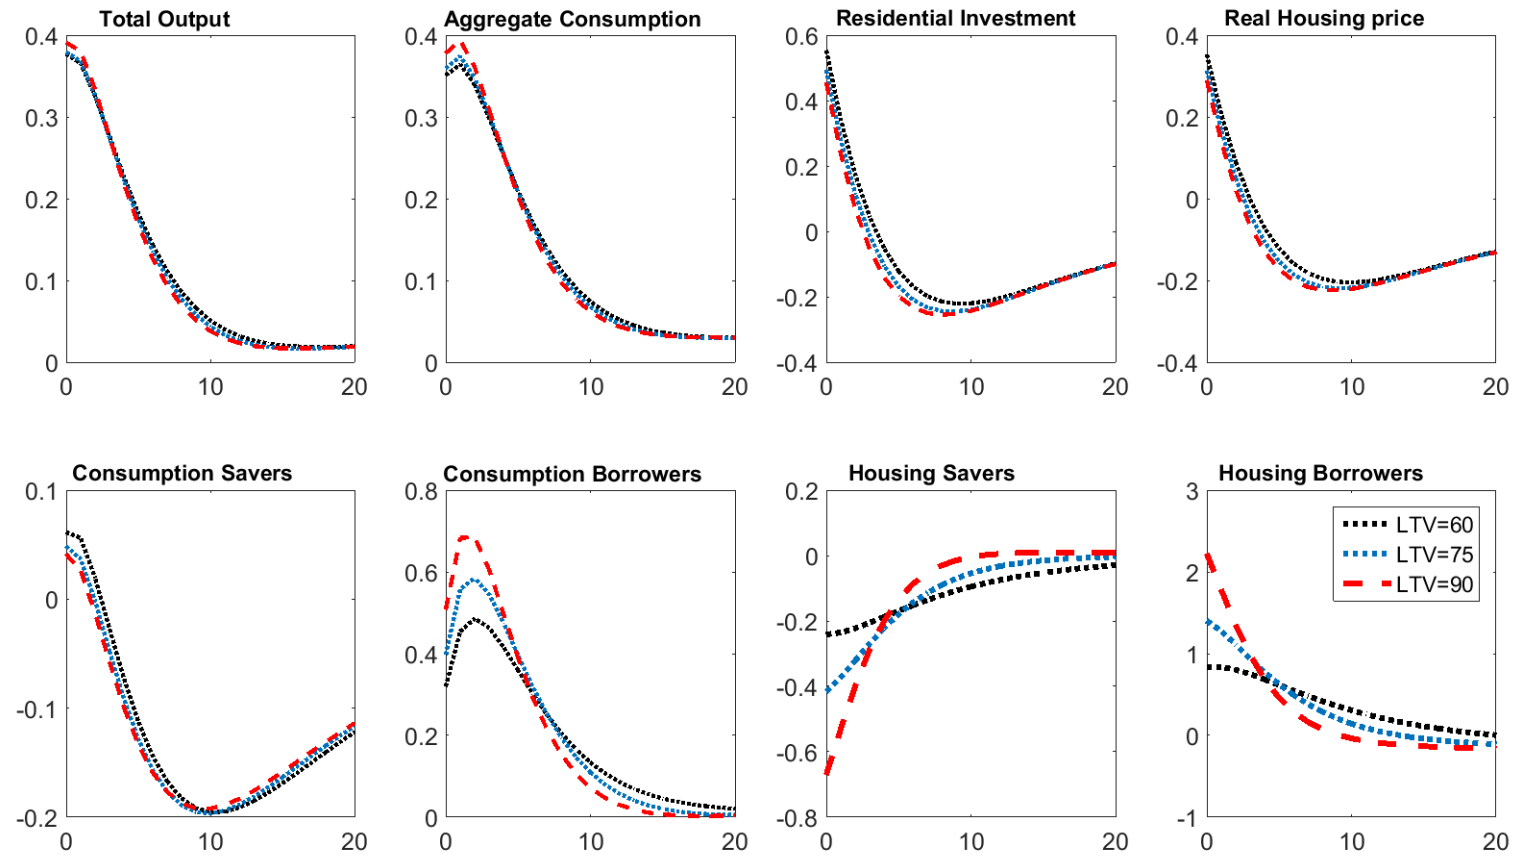 Total Output
0.4
0.3
0.2
0.1
0
0 10 20
Aggregate Consumption
0.4
0.3
0.2
0.1
0
0 10 20
Residential Investment
0.6
0.4
0.2
0
-0.2
-0.4
0 10 20
Real Housing price
0.4
0.2
0
-0.2
-0.4
0 10 20
Consumption Savers
0.1
0
-0.1
-0.2
0 10 20
Consumption Borrowers
0.8
0.6
0.4
0.2
0
0 10 20
Housing Savers
0.2
0
-0.2
-0.4
-0.6
-0.8
0 10 20
Housing Borrowers
3
2
1
0
-1
0 10 20
LTV=60
LTV=75
LTV=90